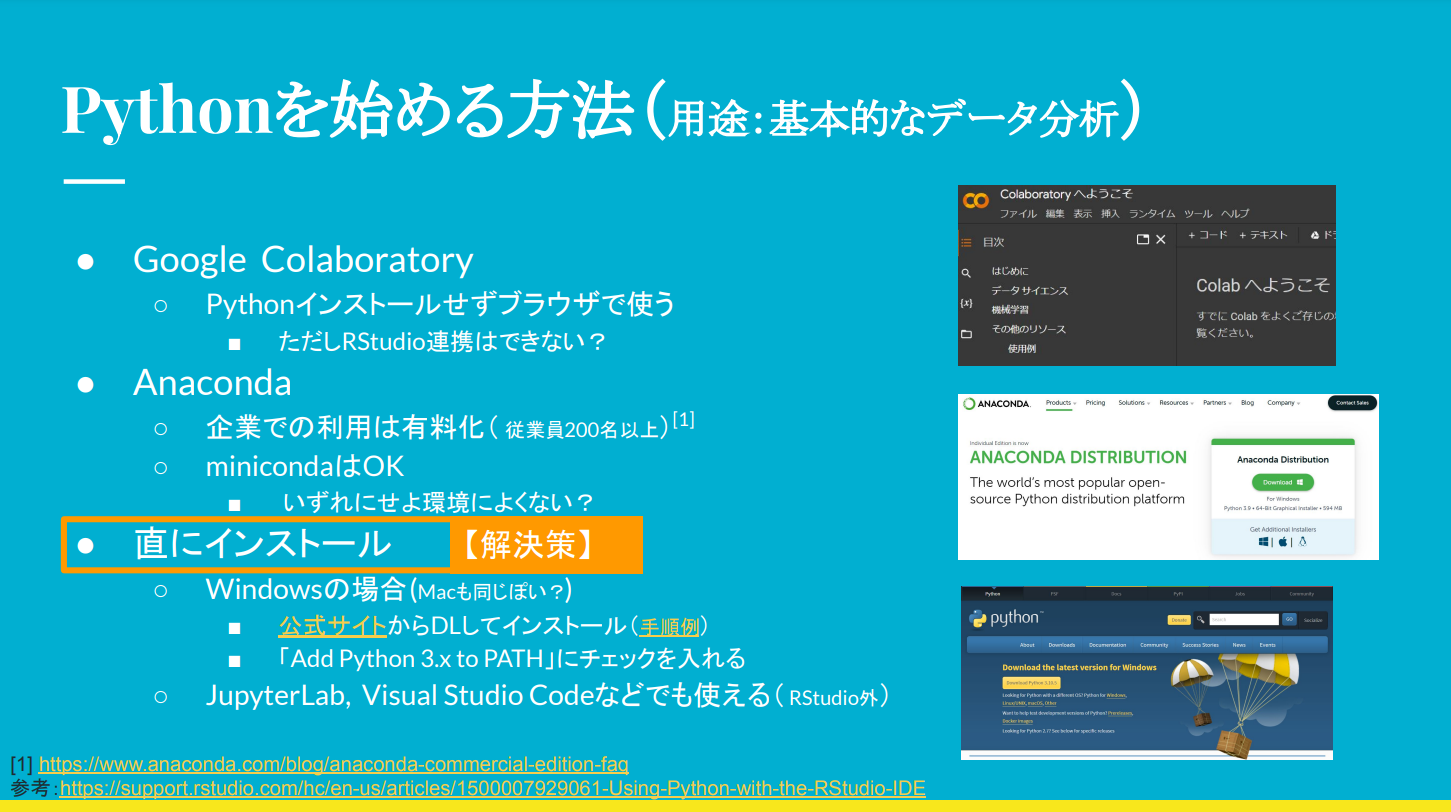 Pythonを始める方法（用途：基本的なデータ分析）
Google Colaboratory
Pythonインストールせずブラウザで使う
ただしRStudio連携はできない？
Anaconda
企業での利用は有料化（従業員200名以上）[1]
minicondaはOK
いずれにせよ環境によくない？
直にインストール 【解決策】
Windowsの場合(Macも同じぽい？)
公式サイトからDLしてインストール（手順例）
「Add Python 3.x to PATH」にチェックを入れる
JupyterLab, Visual Studio Codeなどでも使える（RStudio外）
[1] https://www.anaconda.com/blog/anaconda-commercial-edition-faq
参考：https://support.rstudio.com/hc/en-us/articles/1500007929061-Using-Python-with-the-RStudio-IDE
Colaboratory へようこそ
ファイル 編集 表示 挿入 ランタイム ツール ヘルプ
目次
+ コード + テキスト ドラ
はじめに
データ サイエンス
機械学習
その他のリソース
使用例
Colab へようこそ
すでに Colab をよくご存じの
覧ください。
ANACONDA. Products Pricing Solutions Resources Partners Blog Company Contact Sales
Individual Edition is now
ANACONDA DISTRIBUTION
The world's most popular open-
source Python distribution platform
Anaconda Distribution
Download
For Windows
Python 3.9 • 64-Bit Graphical Installer • 594 MB
Get Additional Installers
Python PSF Docs PyPI Jobs Community
python™
Donate Search GO Socialize
About Downloads Documentation Community Success Stories News Events
Download the latest version for Windows
Download Python 3.10.5
Looking for Python with a different OS? Python for Windows,
Linux/UNIX, macOS, Other
Want to help test development versions of Python? Prereleases,
Docker images
Looking for Python 2.7? See below for specific releases